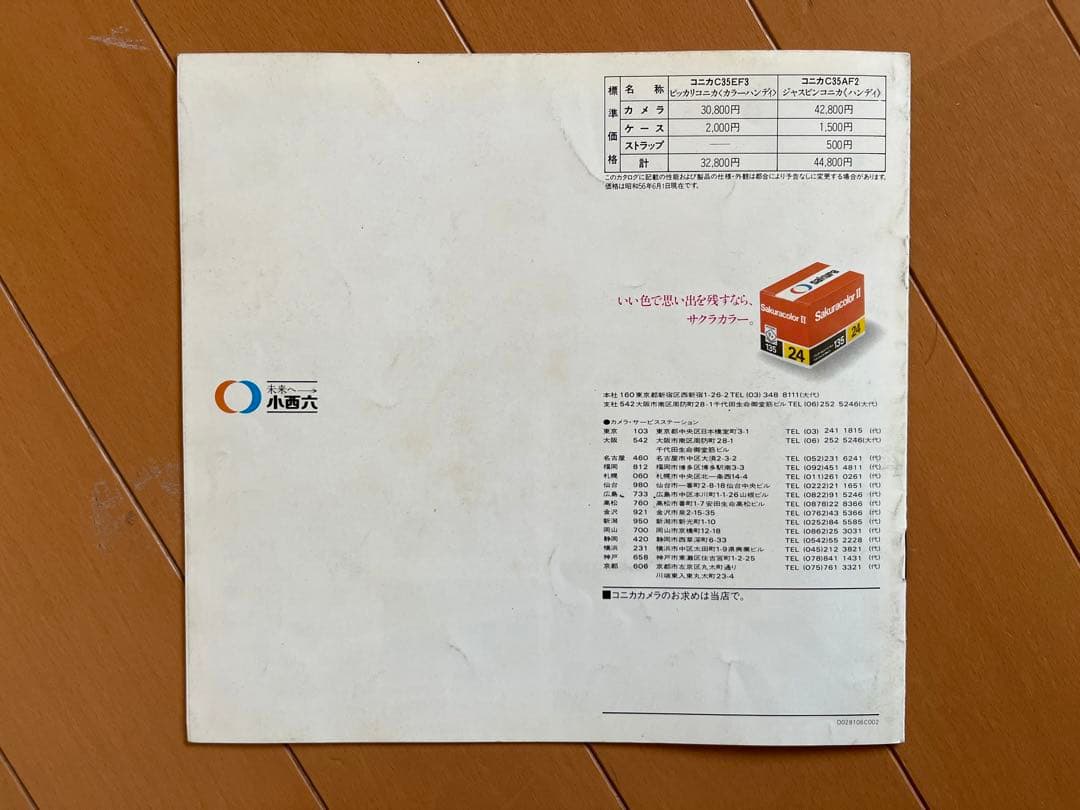 標準価格
名称 コニカC35EF3 ピッカリコニカ〈カラーハンディ〉 コニカC35AF2 ジャスピンコニカ〈ハンディ〉
カメラ 30,800円 42,800円
ケース 2,000円 1,500円
ストラップ —— 500円
計 32,800円 44,800円
このカタログに記載の性能および製品の仕様・外観は都合により予告なしに変更する場合があります。
価格は昭和56年6月1日現在です。
いい色で思い出を残すなら、
サクラカラー。
sakura
Sakuracolor II
Sakuracolor II
135
24
135
24
未来へ→
小西六
本社 160 東京都新宿区西新宿1-26-2 TEL (03) 348 8111(大代)
支社 542 大阪市南区周防町28-1千代田生命御堂筋ビル TEL (06) 252 5246(大代)
●カメラ・サービスステーション
東京 103 東京都中央区日本橋室町3-1 TEL (03) 241 1815 (代)
大阪 542 大阪市南区周防町28-1 TEL (06) 252 5246(大代)
千代田生命御堂筋ビル
名古屋 460 名古屋市中区大須2-3-2 TEL (052)231 6241 (代)
福岡 812 福岡市博多区博多駅南3-3 TEL (092)451 4811 (代)
札幌 060 札幌市中央区北一条西14-4 TEL (011)261 0261 (代)
仙台 980 仙台市一番町2-8-18仙台中央ビル TEL (0222)21 1651 (代)
広島 733 広島市中区本川町1-1-26山根ビル TEL (0822)91 5246 (代)
高松 760 高松市番町1-7安田生命高松ビル TEL (0878)22 8366 (代)
金沢 921 金沢市泉2-15-35 TEL (0762)43 5366 (代)
新潟 950 新潟市新光町1-10 TEL (0252)84 5585 (代)
岡山 700 岡山市京橋町12-18 TEL (0862)25 3031 (代)
静岡 420 静岡市西草深町6-33 TEL (0542)55 2228 (代)
横浜 231 横浜市中区太田町1-9県商業ビル TEL (045)212 3821 (代)
神戸 658 神戸市東灘区住吉宮町1-2-25 TEL (078)841 1431 (代)
京都 606 京都市左京区丸太町通り TEL (075)761 3321 (代)
川端東入東丸太町23-4
■コニカカメラのお求めは当店で。
D028106C002